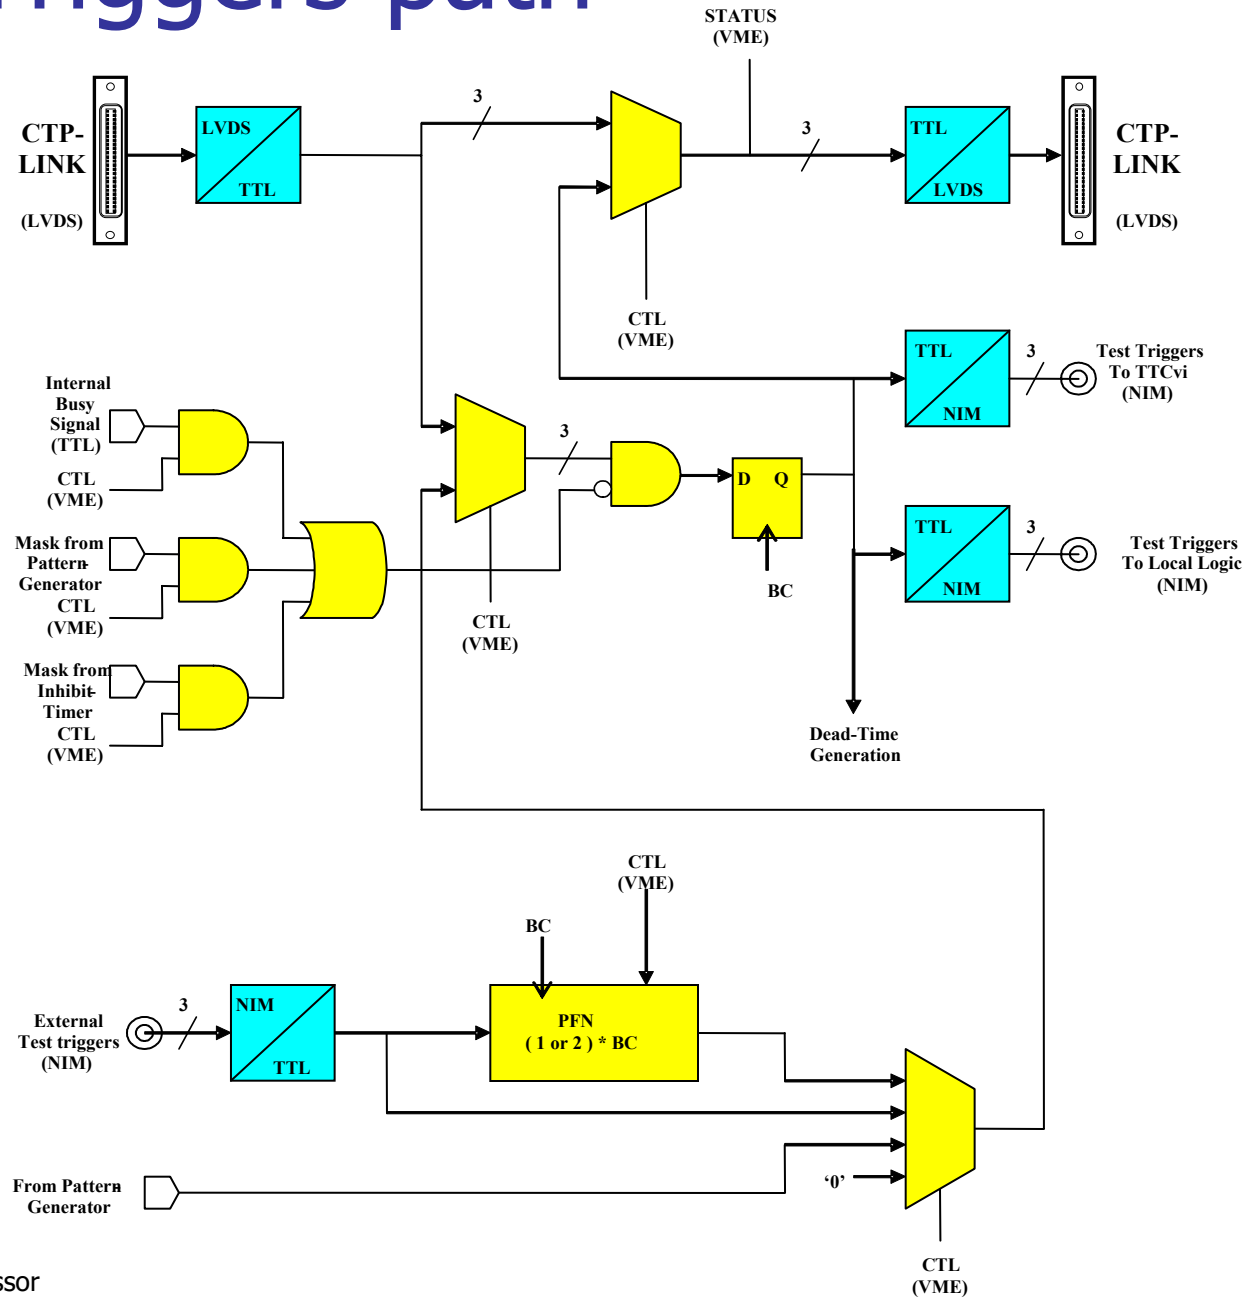 Triggers path
STATUS
(VME)
CTP-
LINK
(LVDS)
LVDS
TTL
3
3
TTL
LVDS
CTP-
LINK
(LVDS)
CTL
(VME)
TTL
NIM
3
Test Triggers
To TTCvi
(NIM)
Internal
Busy
Signal
(TTL)
CTL
(VME)
3
D Q
BC
Mask from
Pattern-
Generator
CTL
(VME)
CTL
(VME)
TTL
NIM
3
Test Triggers
To Local Logic
(NIM)
Mask from
Inhibit-
Timer
CTL
(VME)
Dead-Time
Generation
CTL
(VME)
BC
External
Test triggers
(NIM)
3
NIM
TTL
PFN
( 1 or 2 ) * BC
From Pattern-
Generator
‘0’
CTL
(VME)
ssor